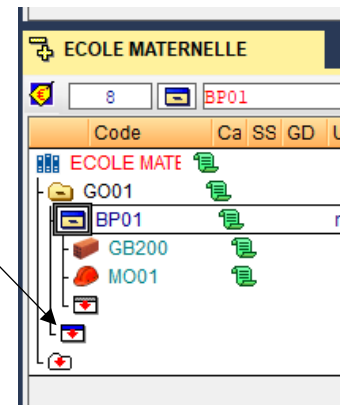 ECOLE MATERNELLE
8 BP01
Code Ca SS GD U
ECOLE MATE
GO01
BP01
GB200
MO01